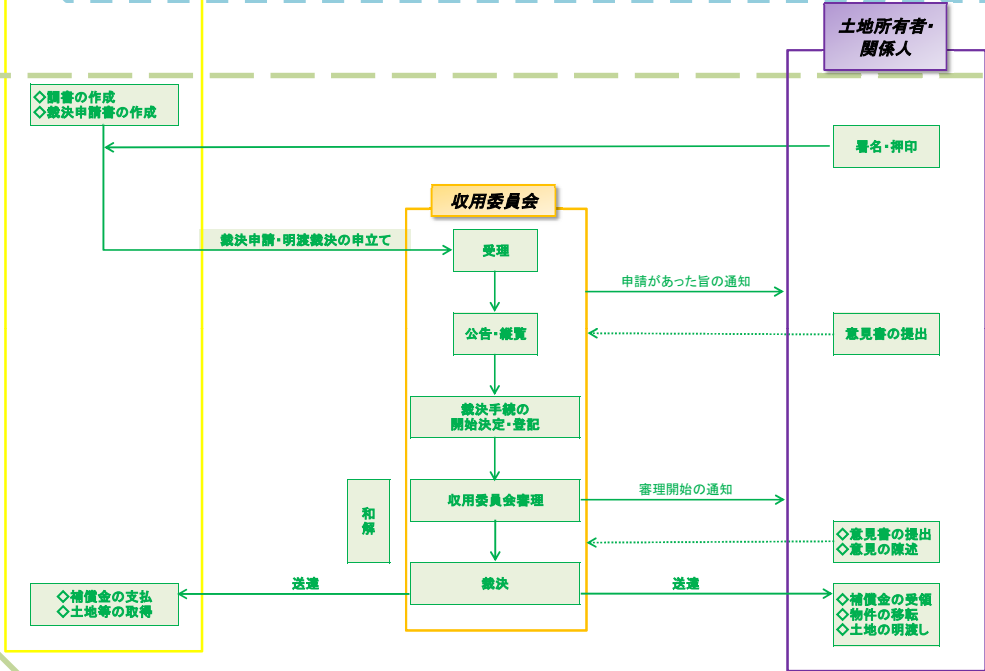 土地所有者・
関係人
◇調書の作成
◇裁決申請書の作成
署名・押印
収用委員会
裁決申請・明渡裁決の申立て
受理
申請があった旨の通知
公告・縦覧
意見書の提出
裁決手続の
開始決定・登記
和
解
収用委員会審理
審理開始の通知
◇意見書の提出
◇意見の陳述
送達
裁決
送達
◇補償金の支払
◇土地等の取得
◇補償金の受領
◇物件の移転
◇土地の明渡し